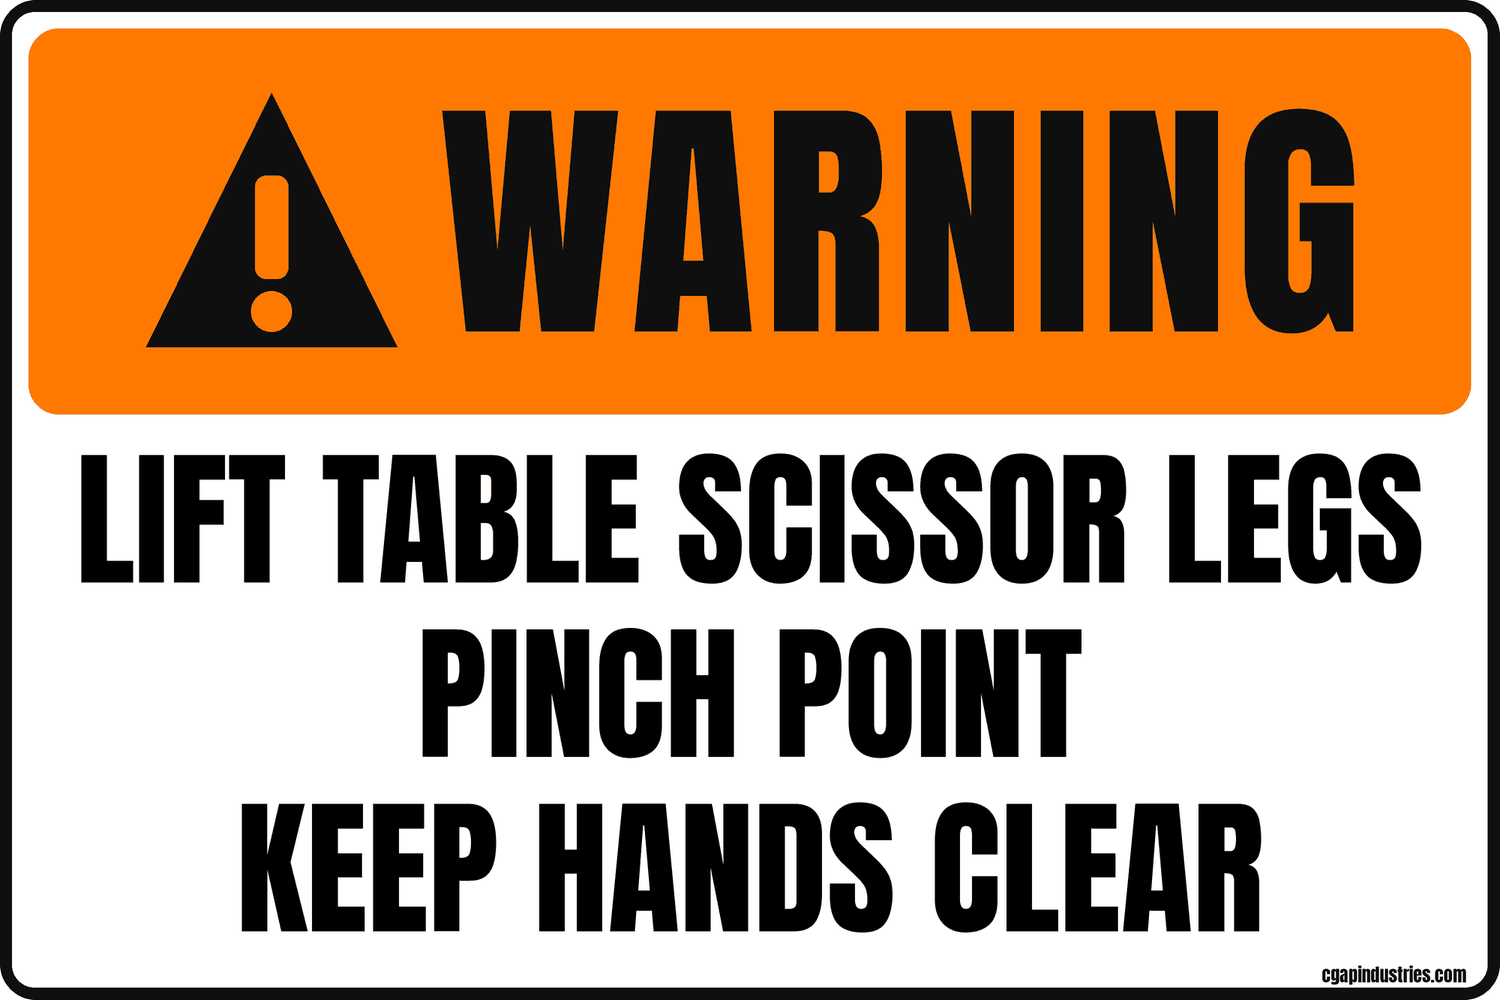 WARNING
LIFT TABLE SCISSOR LEGS
PINCH POINT
KEEP HANDS CLEAR
cgapindustries.com